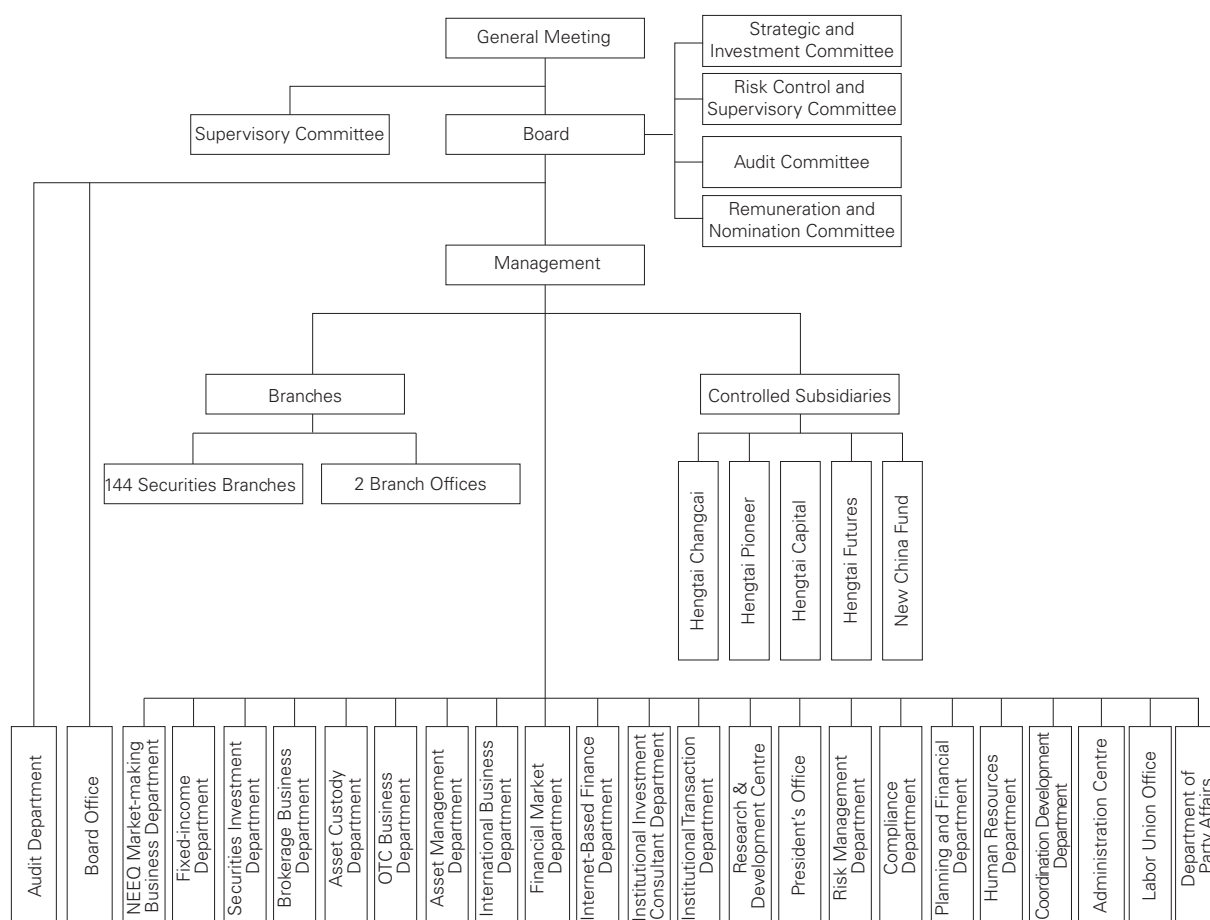 General Meeting
Strategic and
Investment Committee
Risk Control and
Supervisory Committee
Supervisory Committee
Board
Audit Committee
Remuneration and
Nomination Committee
Management
Branches
Controlled Subsidiaries
144 Securities Branches
2 Branch Offices
Hengtai Changcai
Hengtai Pioneer
Hengtai Capital
Hengtai Futures
New China Fund
Audit Department
Board Office
NEEQ Market-making
Business Department
Fixed-income
Department
Securities Investment
Department
Brokerage Business
Department
Asset Custody
Department
OTC Business
Department
Asset Management
Department
International Business
Department
Financial Market
Department
Internet-Based Finance
Department
Institutional Investment
Consultant Department
Institutional Transaction
Department
Research &
Development Centre
President's Office
Risk Management
Department
Compliance
Department
Planning and Financial
Department
Human Resources
Department
Coordination Development
Department
Administration Centre
Labor Union Office
Department of
Party Affairs